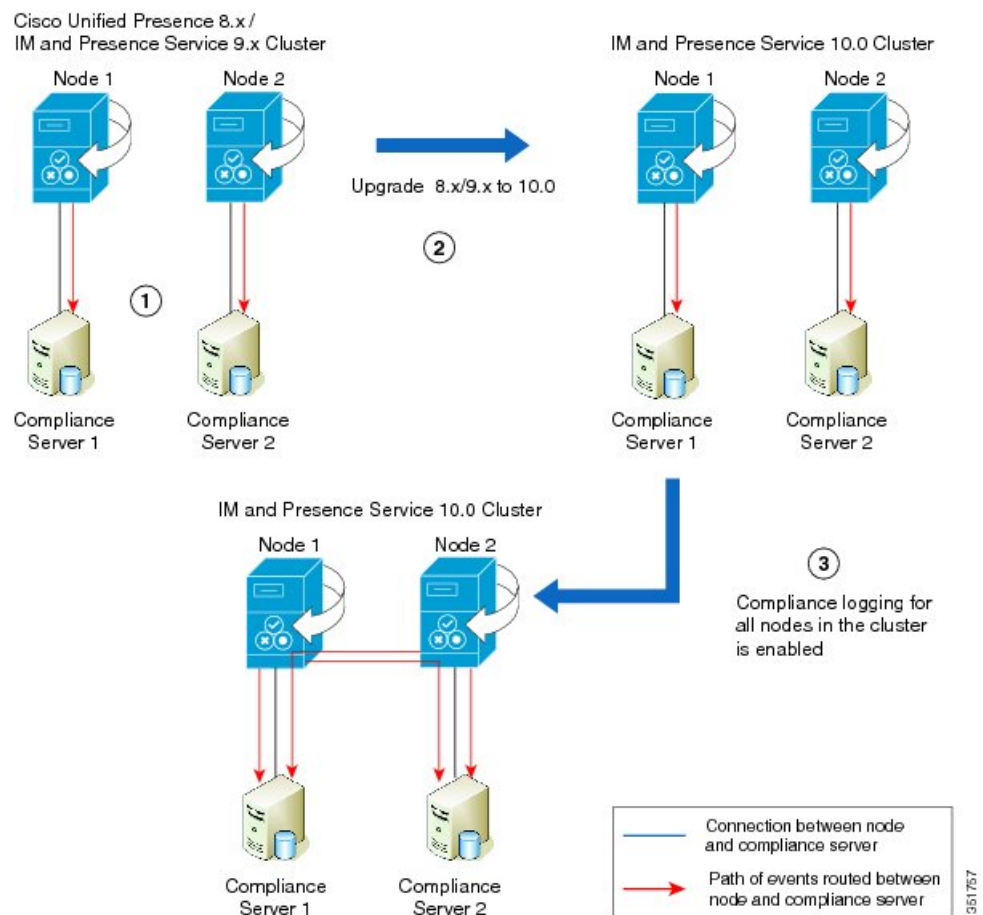 Cisco Unified Presence 8.x /
IM and Presence Service 9.x Cluster
Node 1
Node 2
Upgrade 8.x/9.x to 10.0
IM and Presence Service 10.0 Cluster
Node 1
Node 2
1
2
Compliance
Server 1
Compliance
Server 2
Compliance
Server 1
Compliance
Server 2
IM and Presence Service 10.0 Cluster
Node 1
Node 2
3
Compliance logging for
all nodes in the cluster
is enabled
Compliance
Server 1
Compliance
Server 2
Connection between node
and compliance server
Path of events routed between
node and compliance server
351757